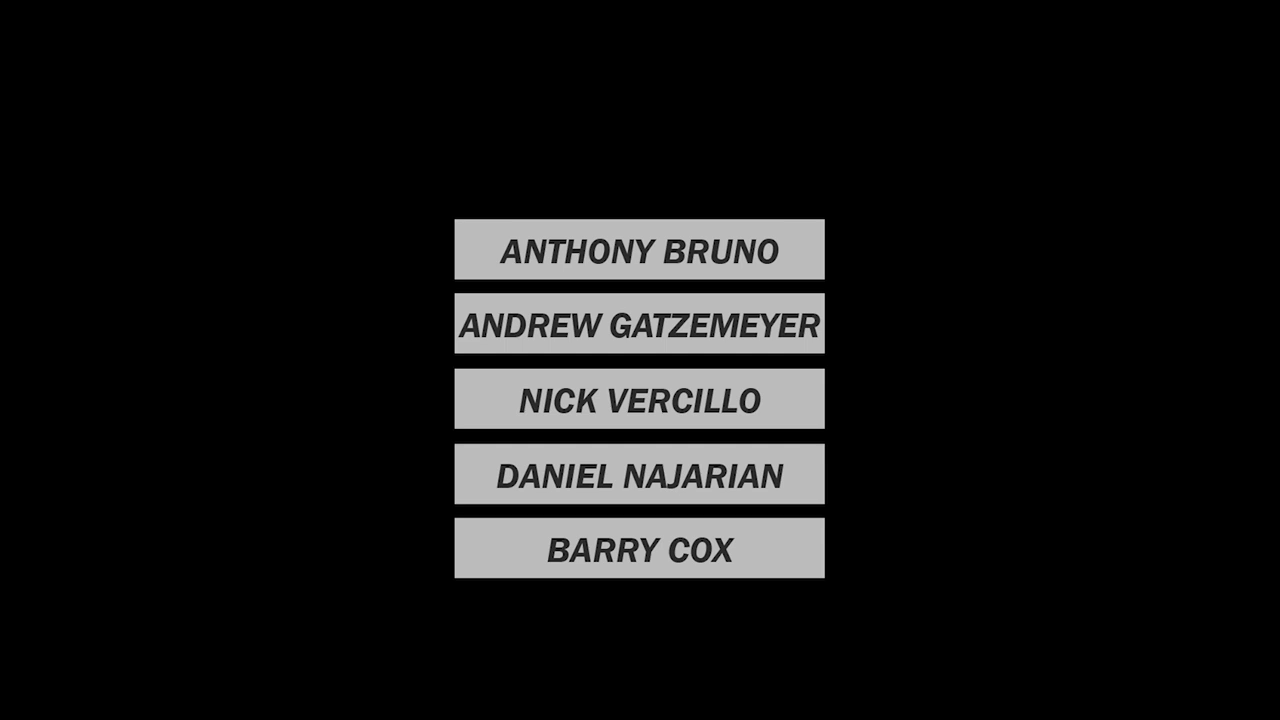 ANTHONY BRUNO
ANDREW GATZEMEYER
NICK VERCILLO
DANIEL NAJARIAN
BARRY COX